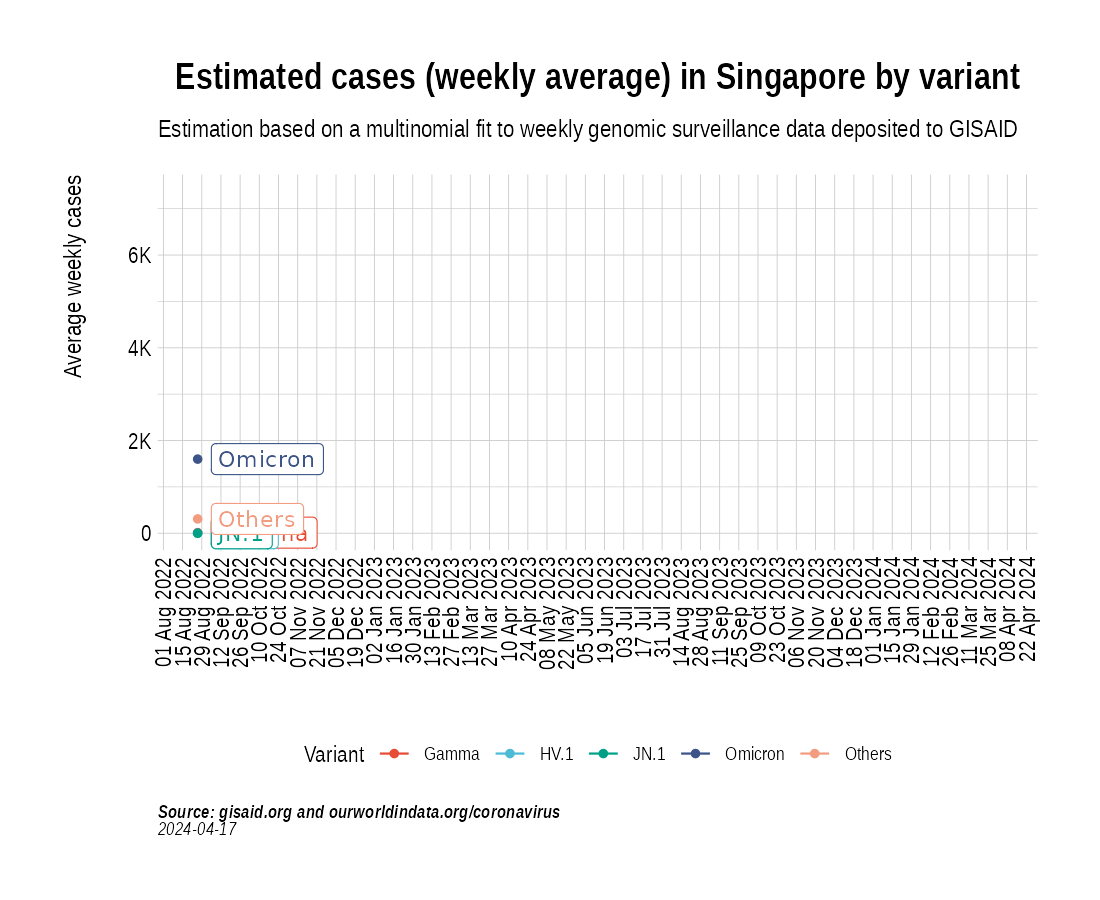 Estimated cases (weekly average) in Singapore by variant
Estimation based on a multinomial fit to weekly genomic surveillance data deposited to GISAID
Average weekly cases
6K
4K
2K
0
Omicron
Others
JN.1
na
01 Aug 2022
15 Aug 2022
29 Aug 2022
12 Sep 2022
26 Sep 2022
10 Oct 2022
24 Oct 2022
07 Nov 2022
21 Nov 2022
05 Dec 2022
19 Dec 2022
02 Jan 2023
16 Jan 2023
30 Jan 2023
13 Feb 2023
27 Feb 2023
13 Mar 2023
27 Mar 2023
10 Apr 2023
24 Apr 2023
08 May 2023
22 May 2023
05 Jun 2023
19 Jun 2023
03 Jul 2023
17 Jul 2023
31 Jul 2023
14 Aug 2023
28 Aug 2023
11 Sep 2023
25 Sep 2023
09 Oct 2023
23 Oct 2023
06 Nov 2023
20 Nov 2023
04 Dec 2023
18 Dec 2023
01 Jan 2024
15 Jan 2024
29 Jan 2024
12 Feb 2024
26 Feb 2024
11 Mar 2024
25 Mar 2024
08 Apr 2024
22 Apr 2024
Variant Gamma HV.1 JN.1 Omicron Others
Source: gisaid.org and ourworldindata.org/coronavirus
2024-04-17